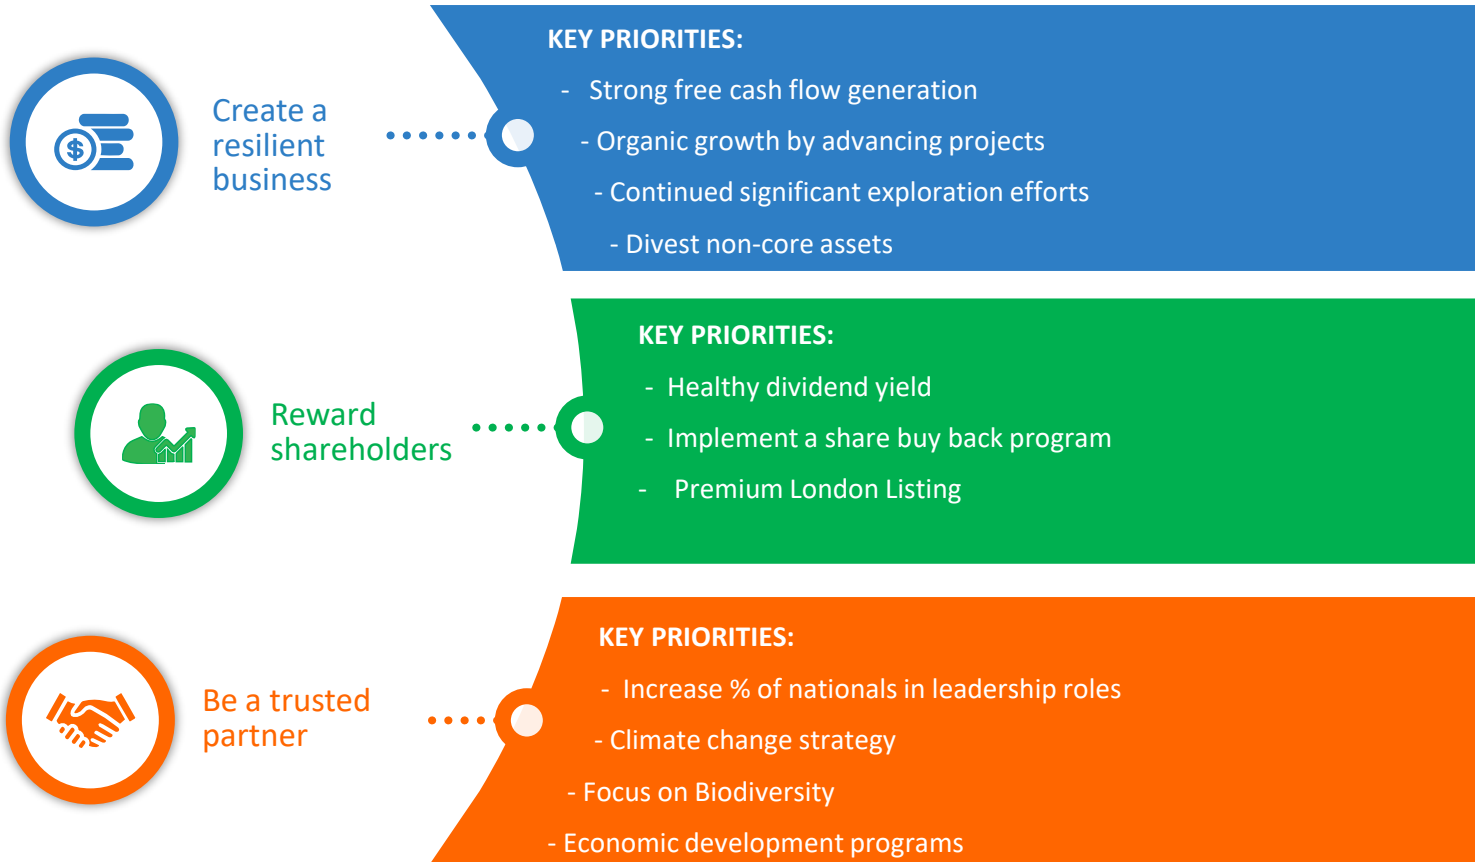 Create a
resilient
business
KEY PRIORITIES:
- Strong free cash flow generation
- Organic growth by advancing projects
- Continued significant exploration efforts
- Divest non-core assets
Reward
shareholders
KEY PRIORITIES:
- Healthy dividend yield
- Implement a share buy back program
- Premium London Listing
Be a trusted
partner
KEY PRIORITIES:
- Increase % of nationals in leadership roles
- Climate change strategy
- Focus on Biodiversity
- Economic development programs